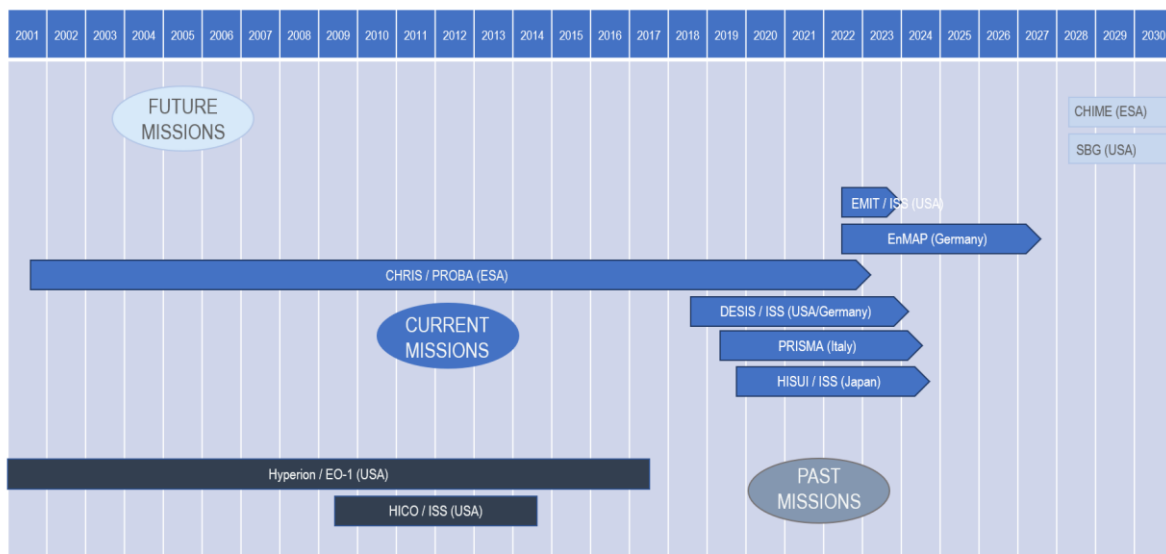 2001 2002 2003 2004 2005 2006 2007 2008 2009 2010 2011 2012 2013 2014 2015 2016 2017 2018 2019 2020 2021 2022 2023 2024 2025 2026 2027 2028 2029 2030
FUTURE
MISSIONS
CHIME (ESA)
SBG (USA)
EMIT / ISS (USA)
EnMAP (Germany)
CHRIS / PROBA (ESA)
CURRENT
MISSIONS
DESIS / ISS (USA/Germany)
PRISMA (Italy)
HISUI / ISS (Japan)
Hyperion / EO-1 (USA)
HICO / ISS (USA)
PAST
MISSIONS